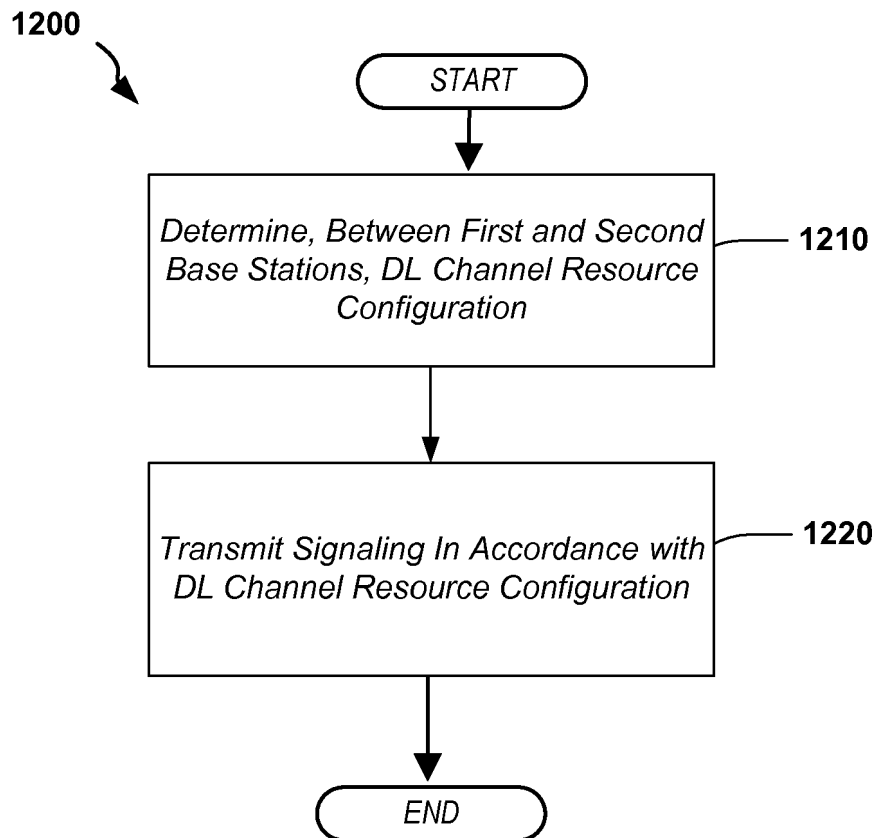 1200
START
Determine, Between First and Second
Base Stations, DL Channel Resource
Configuration
1210
Transmit Signaling In Accordance with
DL Channel Resource Configuration
1220
END